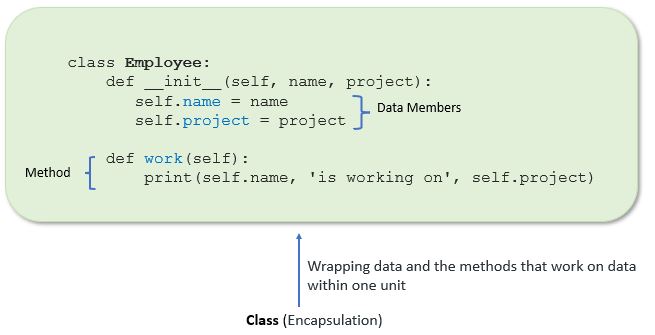 class Employee:
def __init__(self, name, project):
self.name = name
self.project = project
Data Members
def work(self):
print(self.name, 'is working on', self.project)
Method
Wrapping data and the methods that work on data
within one unit
Class (Encapsulation)